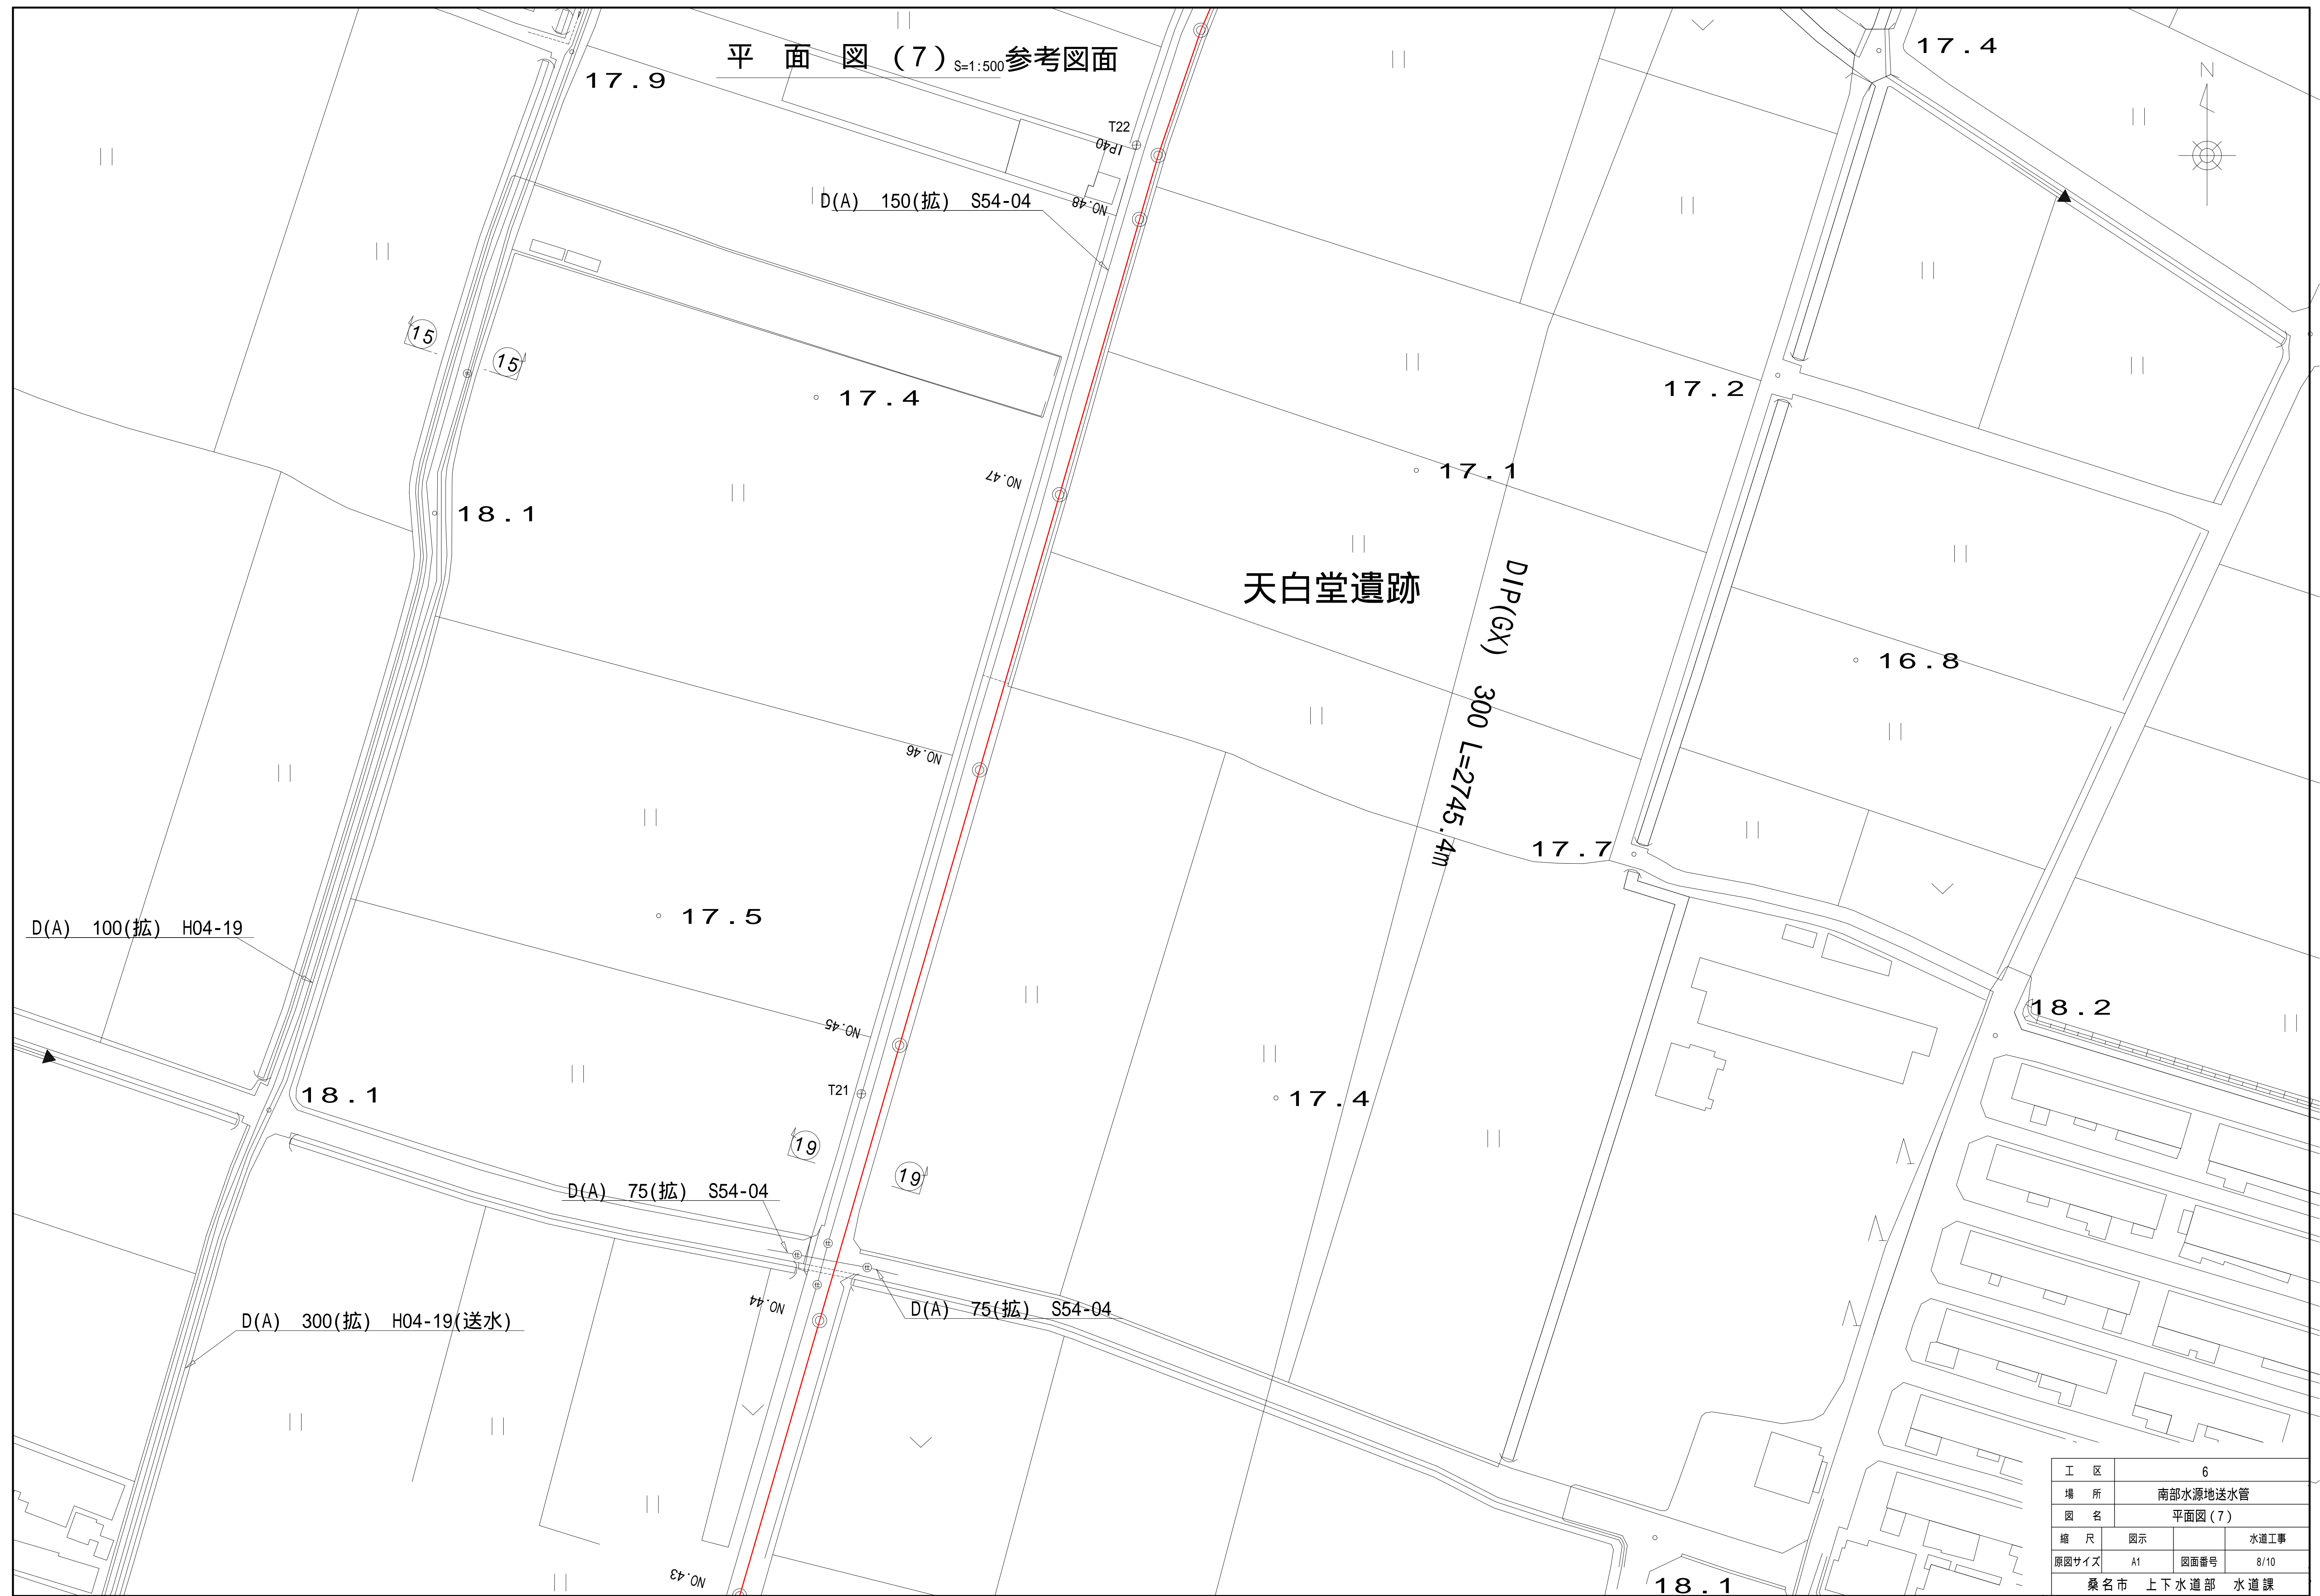 平 面 図 (7) S=1:500 参考図面
17.9
17.4
N
T22
IP40
D(A) 150(拡) S54-04
NO.48
15
15
17.4
17.2
17.1
NO.47
18.1
天白堂遺跡
DIP(GX) 300 L=2745.4m
16.8
NO.46
17.7
17.5
D(A) 100(拡) H04-19
18.2
NO.45
T21
18.1
17.4
19
19
D(A) 75(拡) S54-04
NO.44
D(A) 75(拡) S54-04
D(A) 300(拡) H04-19(送水)
NO.43
18.1
工 区 6
場 所 南部水源地送水管
図 名 平面図(7)
縮 尺 図示 水道工事
原図サイズ A1 図面番号 8/10
桑名市 上下水道部 水道課